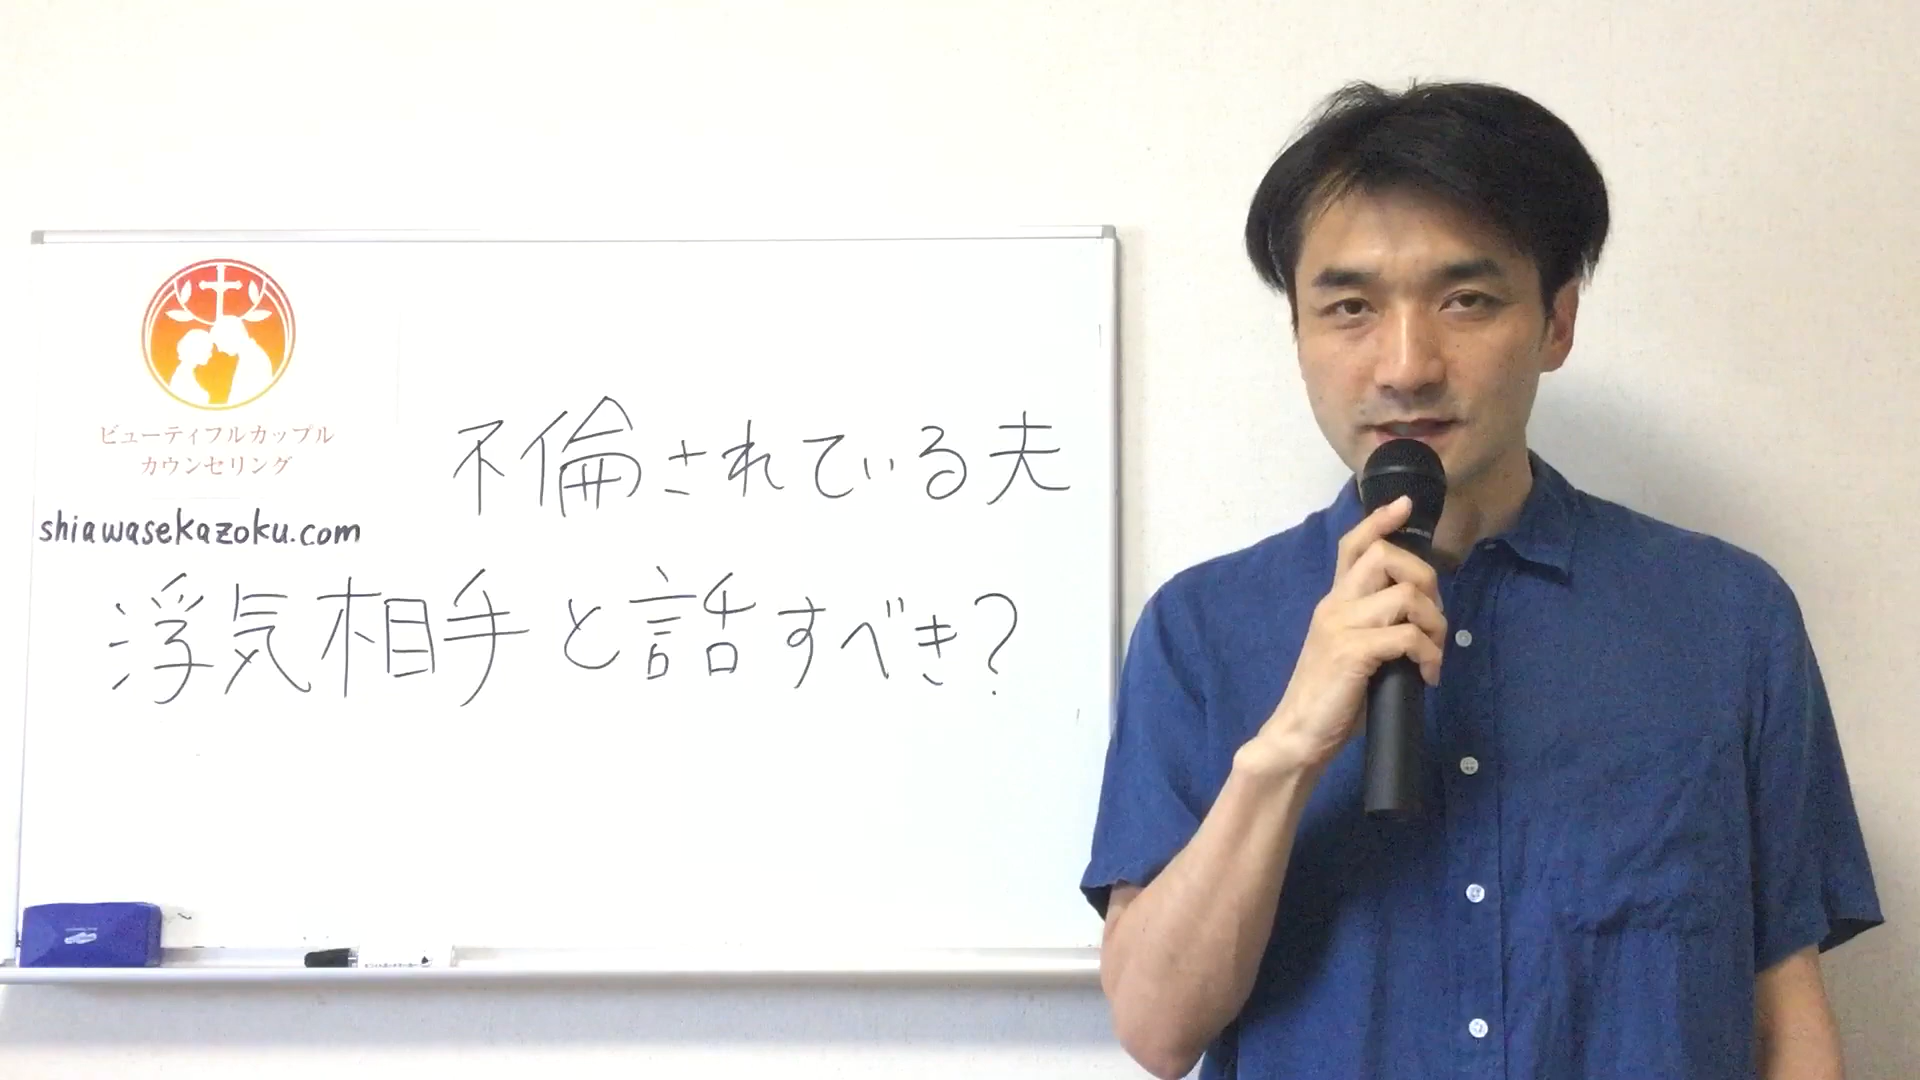 ビューティフルカップル
カウンセリング
shiawasekazoku.com
不倫されている夫
浮気相手と話すべき?